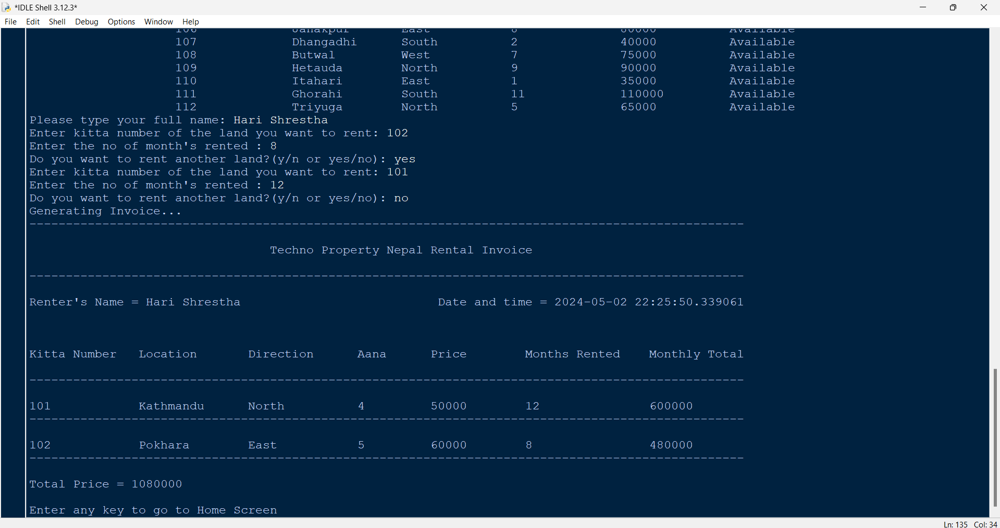 *IDLE Shell 3.12.3*
File Edit Shell Debug Options Window Help
107 Dhangadhi South 2 40000 Available
108 Butwal West 7 75000 Available
109 Hetauda North 9 90000 Available
110 Itahari East 1 35000 Available
111 Ghorahi South 11 110000 Available
112 Triyuga North 5 65000 Available
Please type your full name: Hari Shrestha
Enter kitta number of the land you want to rent: 102
Enter the no of month's rented : 8
Do you want to rent another land?(y/n or yes/no): yes
Enter kitta number of the land you want to rent: 101
Enter the no of month's rented : 12
Do you want to rent another land?(y/n or yes/no): no
Generating Invoice...
Techno Property Nepal Rental Invoice
Renter's Name = Hari Shrestha Date and time = 2024-05-02 22:25:50.339061
Kitta Number Location Direction Aana Price Months Rented Monthly Total
101 Kathmandu North 4 50000 12 600000
102 Pokhara East 5 60000 8 480000
Total Price = 1080000
Enter any key to go to Home Screen
Ln: 135 Col: 34